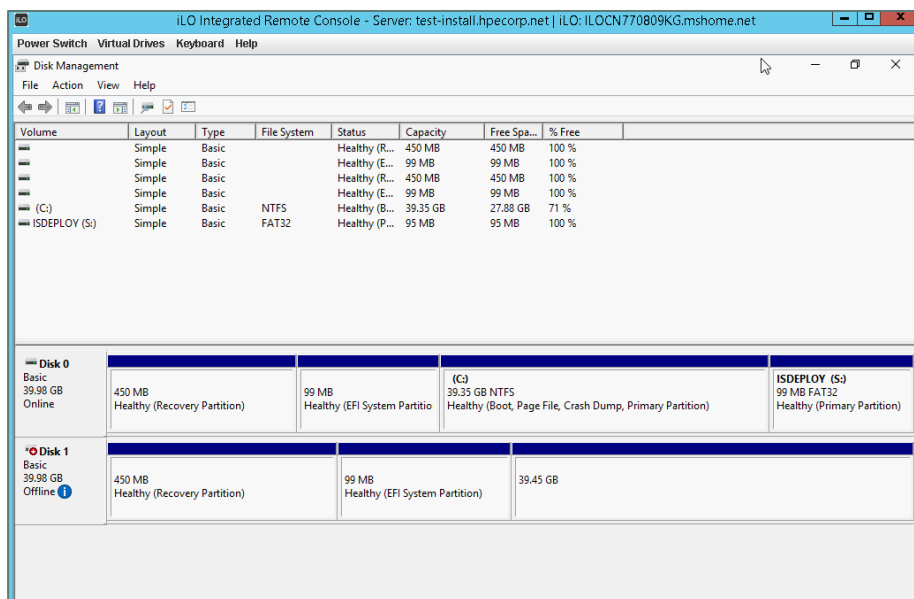 iLO
iLO Integrated Remote Console - Server: test-install.hpecorp.net | iLO: ILOCN770809KG.mshome.net
Power Switch Virtual Drives Keyboard Help
Disk Management
File Action View Help
Volume Layout Type File System Status Capacity Free Spa... % Free
Simple Basic Healthy (R... 450 MB 450 MB 100 %
Simple Basic Healthy (E... 99 MB 99 MB 100 %
Simple Basic Healthy (R... 450 MB 450 MB 100 %
Simple Basic Healthy (E... 99 MB 99 MB 100 %
(C:) Simple Basic NTFS Healthy (B... 39.35 GB 27.88 GB 71 %
ISDEPLOY (S:) Simple Basic FAT32 Healthy (P... 95 MB 95 MB 100 %
Disk 0
Basic
39.98 GB
Online
450 MB
Healthy (Recovery Partition)
99 MB
Healthy (EFI System Partitio
(C:)
39.35 GB NTFS
Healthy (Boot, Page File, Crash Dump, Primary Partition)
ISDEPLOY (S:)
99 MB FAT32
Healthy (Primary Partition)
Disk 1
Basic
39.98 GB
Offline
450 MB
Healthy (Recovery Partition)
99 MB
Healthy (EFI System Partition)
39.45 GB